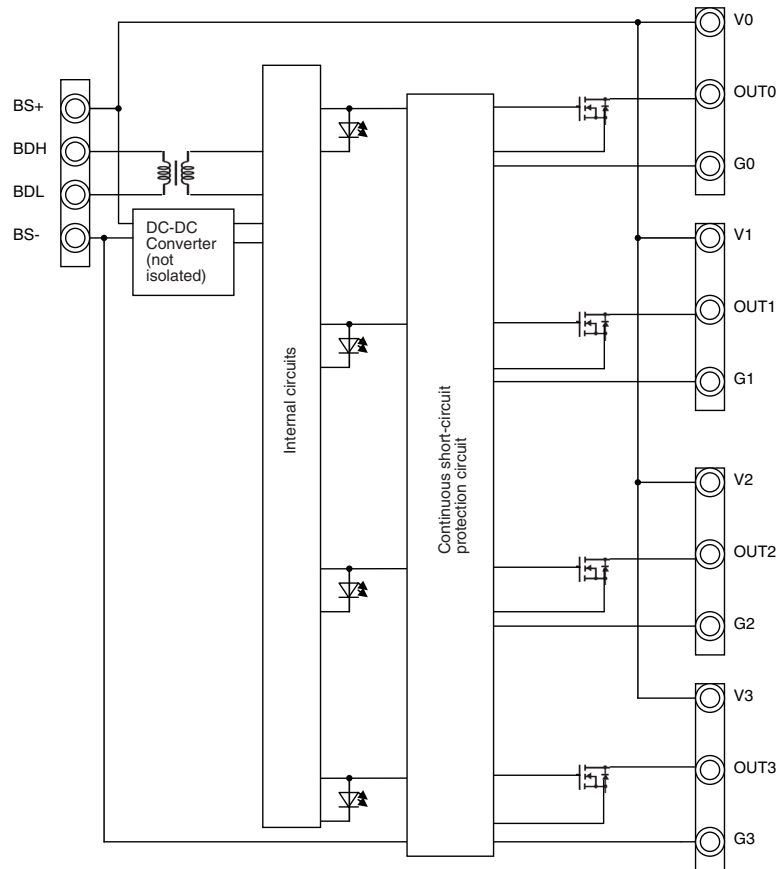 BS+
BDH
BDL
BS-
DC-DC
Converter
(not
isolated)
Internal circuits
Continuous short-circuit
protection circuit
V0
OUT0
G0
V1
OUT1
G1
V2
OUT2
G2
V3
OUT3
G3